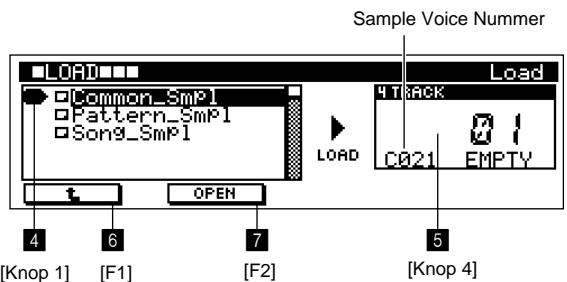 Sample Voice Nummer
LOAD
Load
Common_Smpl
Pattern_Smpl
Song_Smpl
LOAD
4 TRACK
01
C021 EMPTY
OPEN
4
6
7
5
[Knop 1]
[F1]
[F2]
[Knop 4]